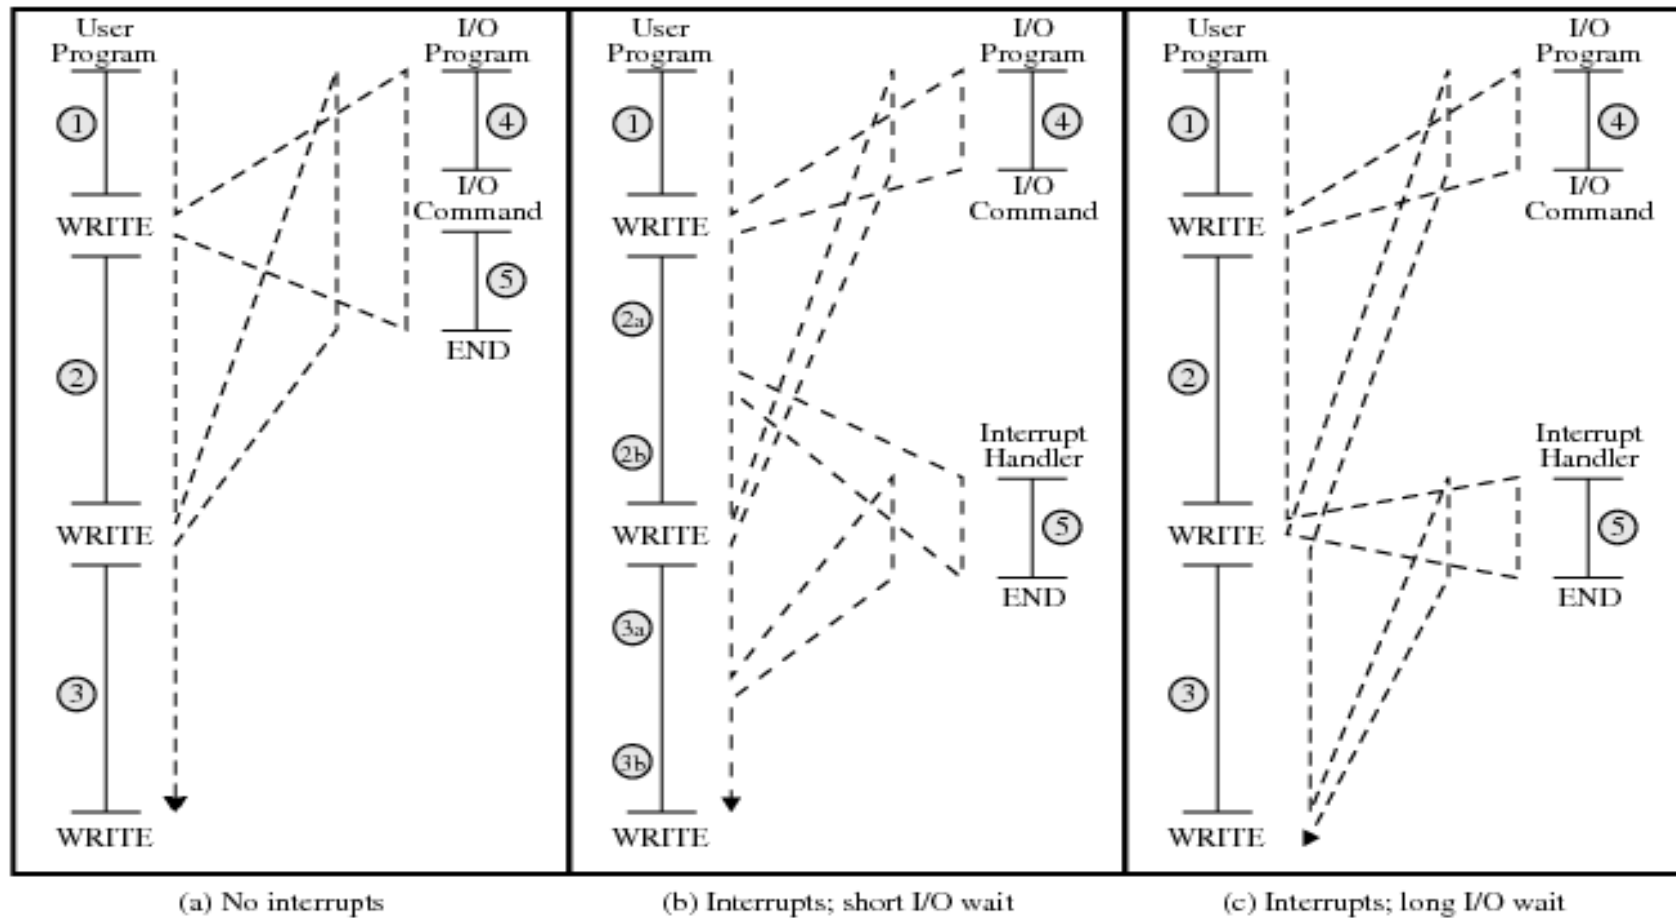 User
Program
I/O
Program
1
4
I/O
Command
WRITE
5
END
2
WRITE
3
WRITE
(a) No interrupts
User
Program
I/O
Program
1
4
I/O
Command
WRITE
2a
Interrupt
Handler
2b
5
WRITE
END
3a
3b
WRITE
(b) Interrupts; short I/O wait
User
Program
I/O
Program
1
4
I/O
Command
WRITE
2
Interrupt
Handler
5
WRITE
END
3
WRITE
(c) Interrupts; long I/O wait